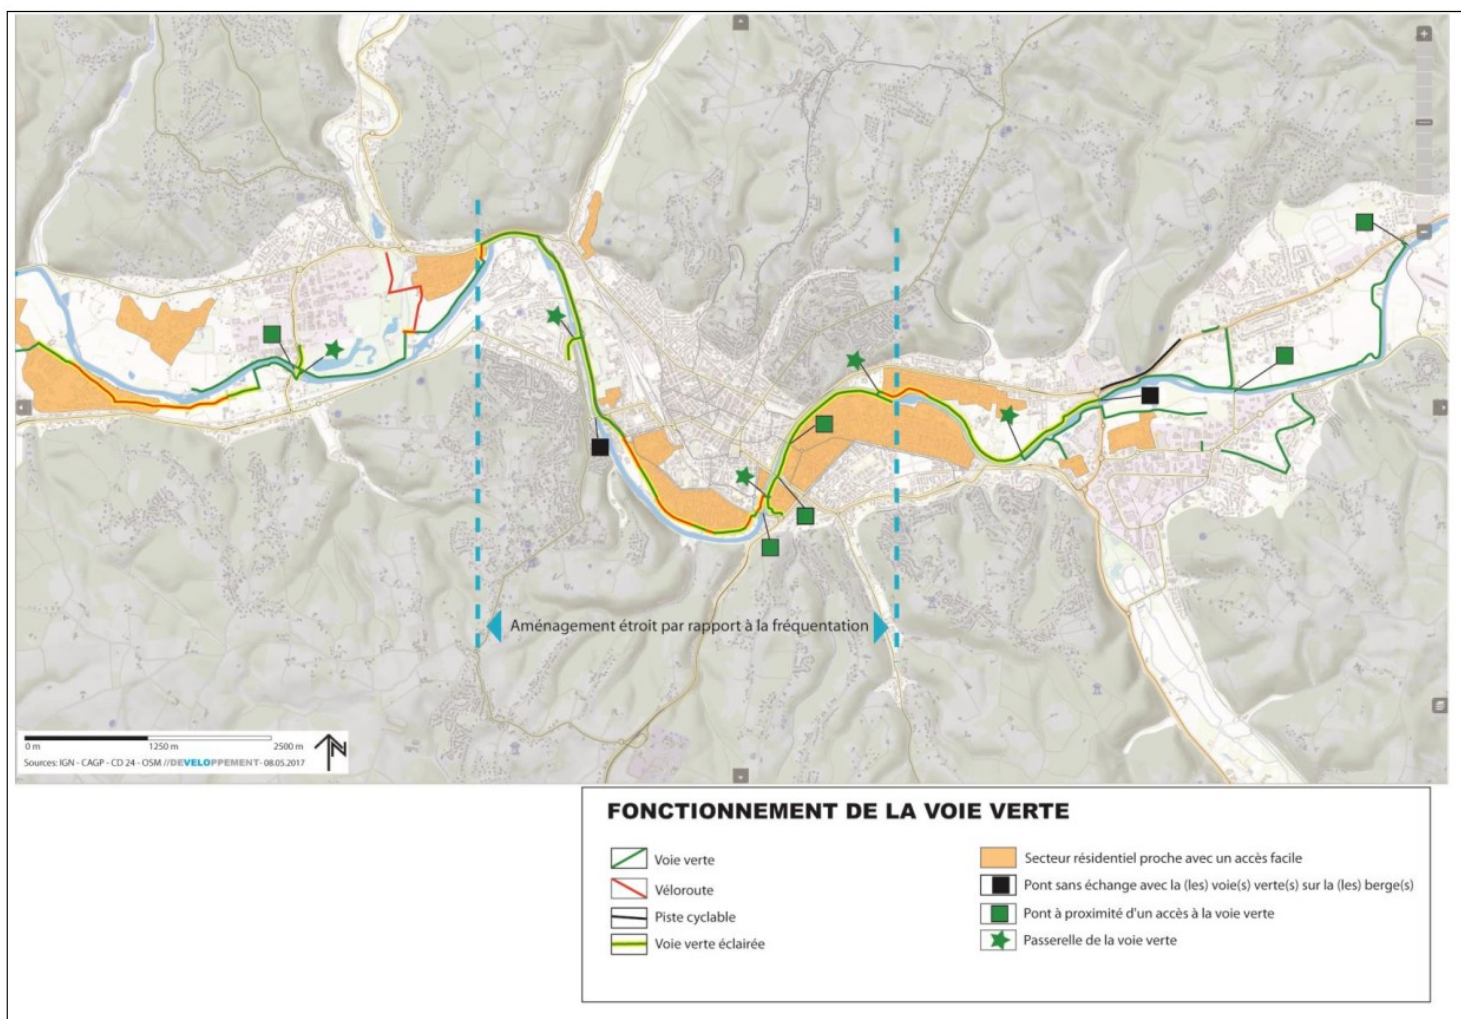 Aménagement étroit par rapport à la fréquentation
0 m 1250 m 2500 m
N
Sources: IGN - CAGP - CD 24 - OSM //DEVELOPPEMENT- 08.05.2017
FONCTIONNEMENT DE LA VOIE VERTE
Voie verte
Véloroute
Piste cyclable
Voie verte éclairée
Secteur résidentiel proche avec un accès facile
Pont sans échange avec la (les) voie(s) verte(s) sur la (les) berge(s)
Pont à proximité d'un accès à la voie verte
Passerelle de la voie verte